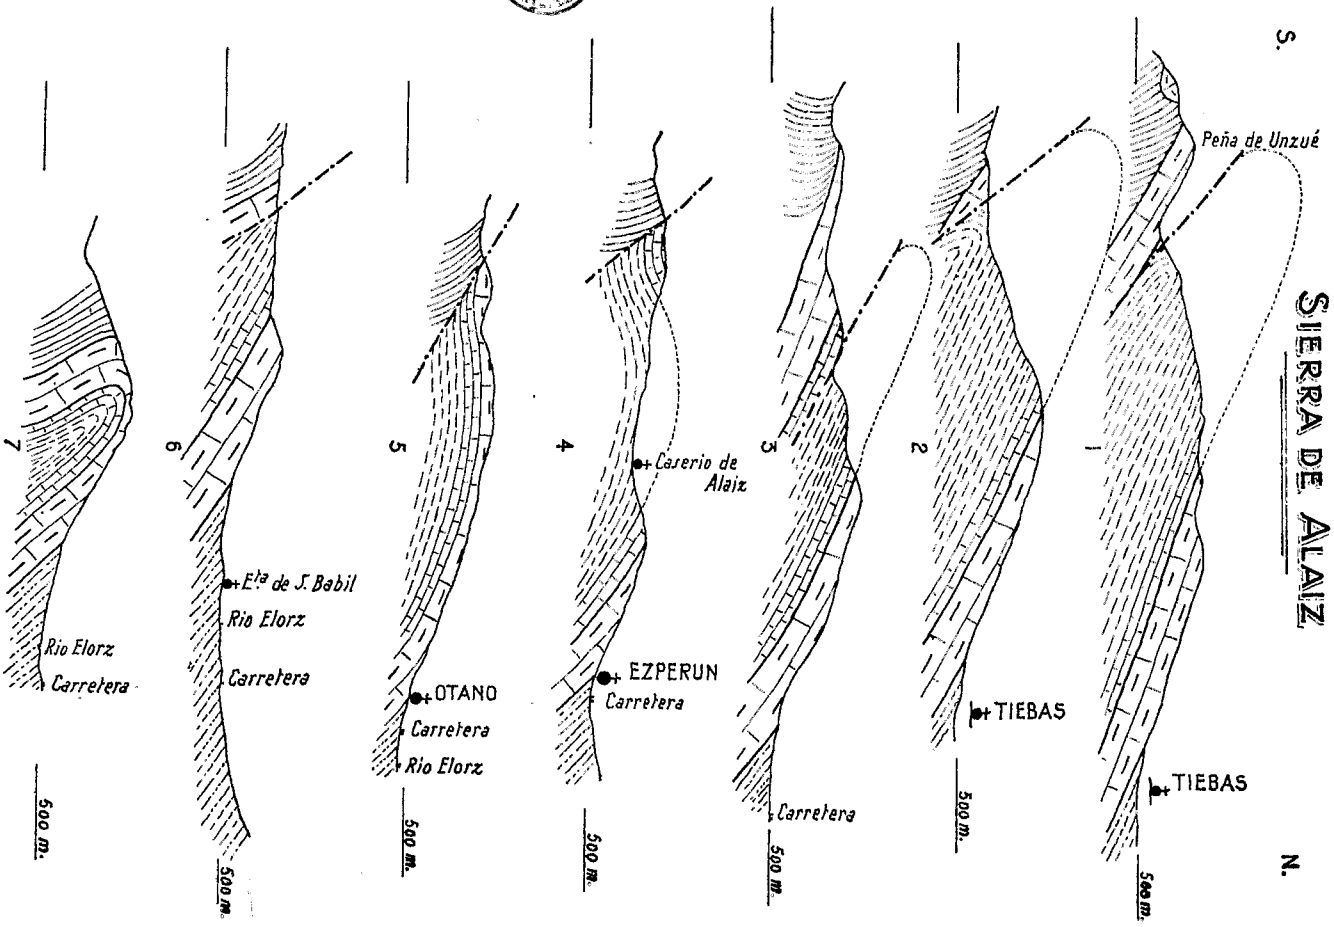 SIERRA DE ALAIZ
S.
N.
Peña de Unzué
1
TIEBAS
500 m.
2
TIEBAS
500 m.
3
Carretera
500 m.
4
Caserio de
Alaiz
EZPERUN
Carretera
500 m.
5
OTANO
Carretera
Rio Elorz
500 m.
6
Eta de S. Babil
Rio Elorz
Carretera
500 m.
7
Rio Elorz
Carretera
500 m.